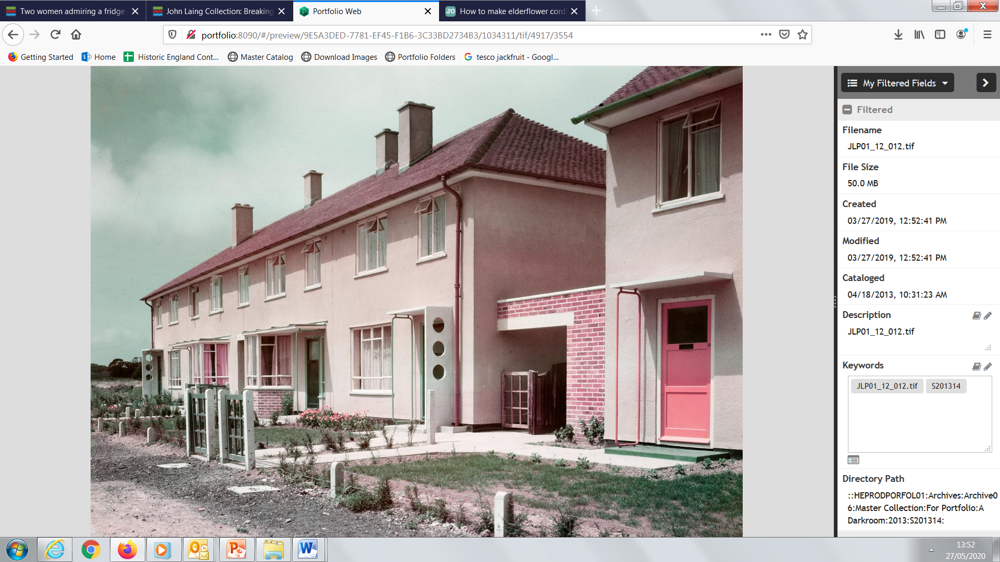 Two women admiring a fridge
John Laing Collection: Breaking
Portfolio Web
How to make elderflower cord
portfolio:8090/#/preview/9E5A3DED-7781-EF45-F1B6-3C33BD2734B3/1034311/tif/4917/3554
Getting Started
Home
Historic England Cont...
Master Catalog
Download Images
Portfolio Folders
tesco jackfruit - Googl...
My Filtered Fields
Filtered
Filename
JLP01_12_012.tif
File Size
50.0 MB
Created
03/27/2019, 12:52:41 PM
Modified
03/27/2019, 12:52:41 PM
Cataloged
04/18/2013, 10:31:23 AM
Description
JLP01_12_012.tif
Keywords
JLP01_12_012.tif S201314
Directory Path
::HEPRODPORFOL01:Archives:Archive0
6:Master Collection:For Portfolio:A
Darkroom:2013:S201314:
13:52
27/05/2020